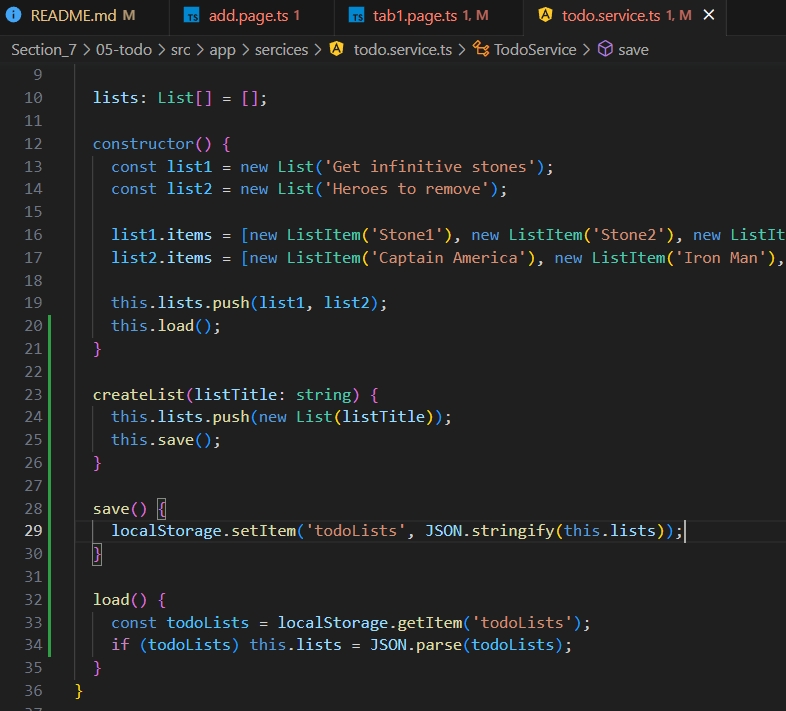 README.md M
add.page.ts 1
tab1.page.ts 1, M
todo.service.ts 1, M
Section_7 > 05-todo > src > app > sercices > todo.service.ts > TodoService > save
9
10 lists: List[] = [];
11
12 constructor() {
13 const list1 = new List('Get infinitive stones');
14 const list2 = new List('Heroes to remove');
15
16 list1.items = [new ListItem('Stone1'), new ListItem('Stone2'), new ListIt
17 list2.items = [new ListItem('Captain America'), new ListItem('Iron Man'),
18
19 this.lists.push(list1, list2);
20 this.load();
21 }
22
23 createList(listTitle: string) {
24 this.lists.push(new List(listTitle));
25 this.save();
26 }
27
28 save() {
29 localStorage.setItem('todoLists', JSON.stringify(this.lists));
30 }
31
32 load() {
33 const todoLists = localStorage.getItem('todoLists');
34 if (todoLists) this.lists = JSON.parse(todoLists);
35 }
36 }
37